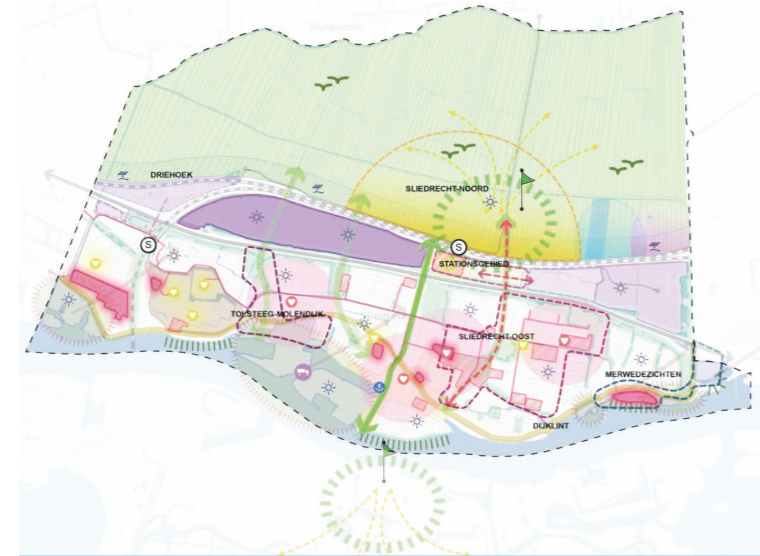 DRIEHOEK
SLIEDRECHT-NOORD
S
S
STATIONSGEBIED
TOLSTEEG-MOLENDIJK
SLIEDRECHT-OOST
MERWEDEZICHTEN
DIJKLINT